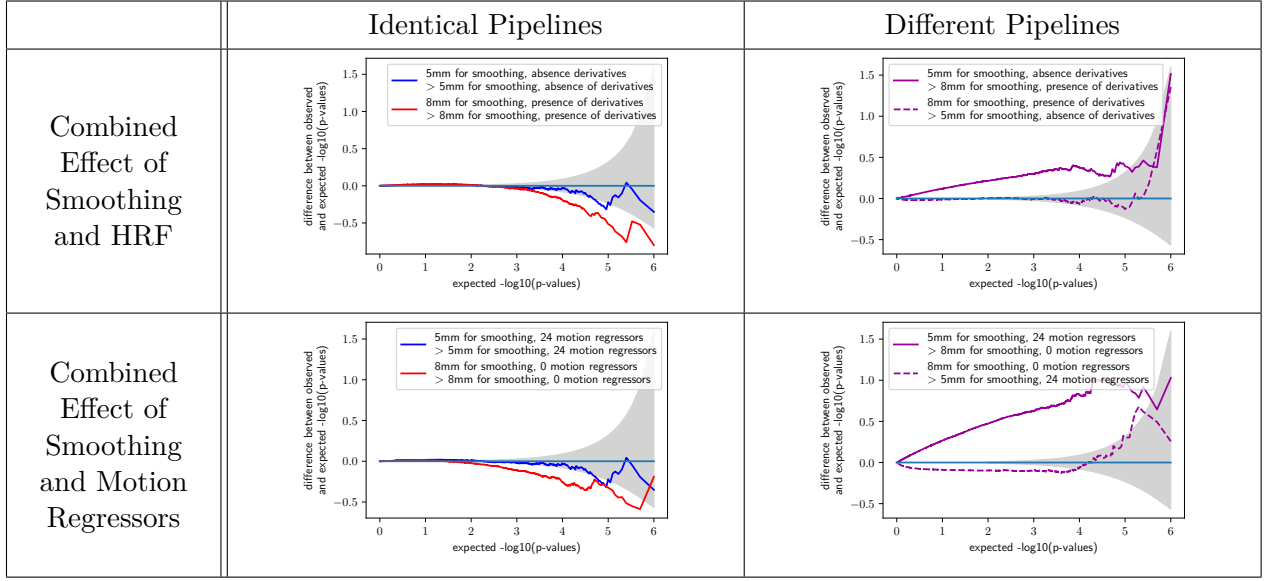 Identical Pipelines
Different Pipelines
Combined
Effect of
Smoothing
and HRF
difference between observed
and expected -log10(p-values)
1.5
1.0
0.5
0.0
−0.5
5mm for smoothing, absence derivatives
> 5mm for smoothing, absence of derivatives
8mm for smoothing, presence of derivatives
> 8mm for smoothing, presence of derivatives
0 1 2 3 4 5 6
expected -log10(p-values)
difference between observed
and expected -log10(p-values)
1.5
1.0
0.5
0.0
−0.5
5mm for smoothing, absence derivatives
> 8mm for smoothing, presence of derivatives
8mm for smoothing, presence of derivatives
> 5mm for smoothing, absence of derivatives
0 1 2 3 4 5 6
expected -log10(p-values)
Combined
Effect of
Smoothing
and Motion
Regressors
difference between observed
and expected -log10(p-values)
1.5
1.0
0.5
0.0
−0.5
5mm for smoothing, 24 motion regressors
> 5mm for smoothing, 24 motion regressors
8mm for smoothing, 0 motion regressors
> 8mm for smoothing, 0 motion regressors
0 1 2 3 4 5 6
expected -log10(p-values)
difference between observed
and expected -log10(p-values)
1.5
1.0
0.5
0.0
−0.5
5mm for smoothing, 24 motion regressors
> 8mm for smoothing, 0 motion regressors
8mm for smoothing, 0 motion regressors
> 5mm for smoothing, 24 motion regressors
0 1 2 3 4 5 6
expected -log10(p-values)